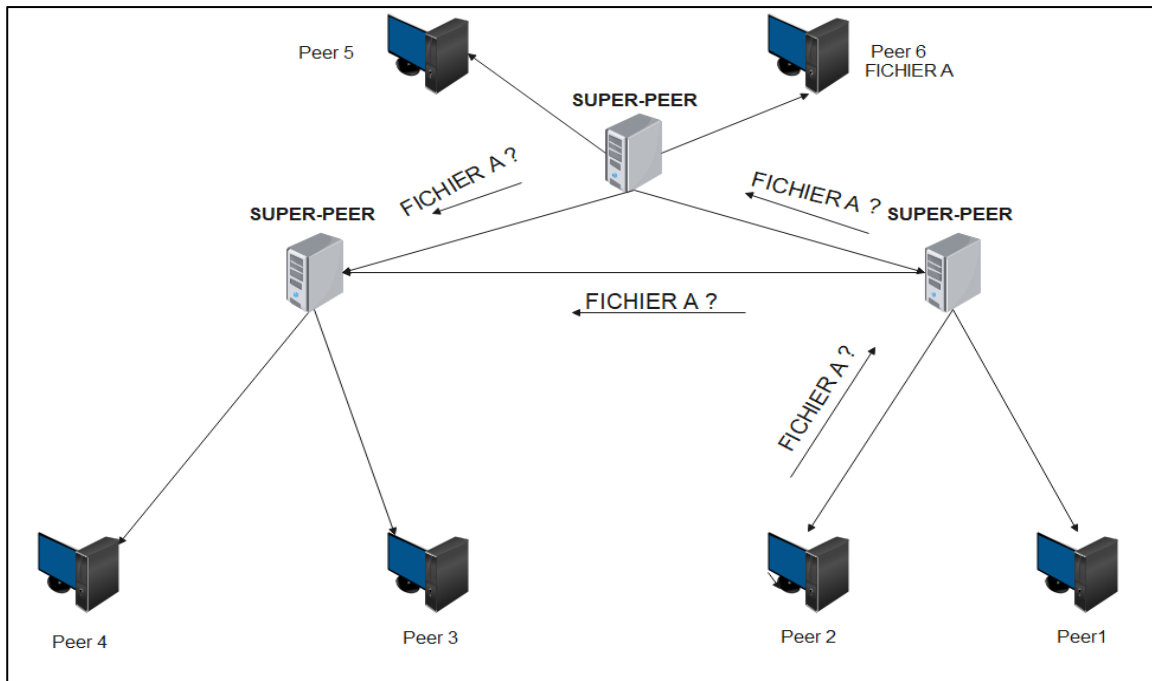 Peer 5
Peer 6
FICHIER A
SUPER-PEER
FICHIER A ?
FICHIER A ?
SUPER-PEER
SUPER-PEER
FICHIER A ?
FICHIER A ?
Peer 4
Peer 3
Peer 2
Peer1